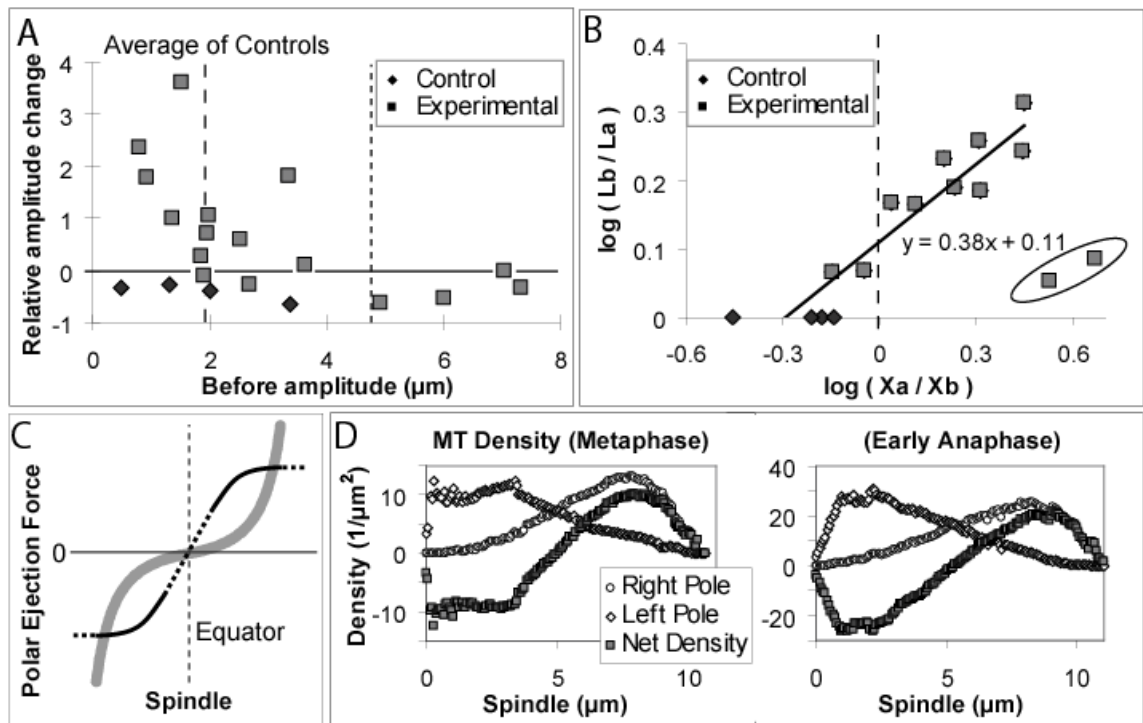 A
Average of Controls
Relative amplitude change
4
3
2
1
0
-1
Control
Experimental
0
2
4
6
8
Before amplitude (µm)
B
log ( Lb / La )
0.4
0.3
0.2
0.1
0
Control
Experimental
y = 0.38x + 0.11
-0.6
-0.3
0
0.3
0.6
log ( Xa / Xb )
C
Polar Ejection Force
0
Equator
Spindle
D
MT Density (Metaphase)
Density (1/µm²)
10
0
-10
Right Pole
Left Pole
Net Density
0
5
10
Spindle (µm)
(Early Anaphase)
40
20
0
-20
0
5
10
Spindle (µm)